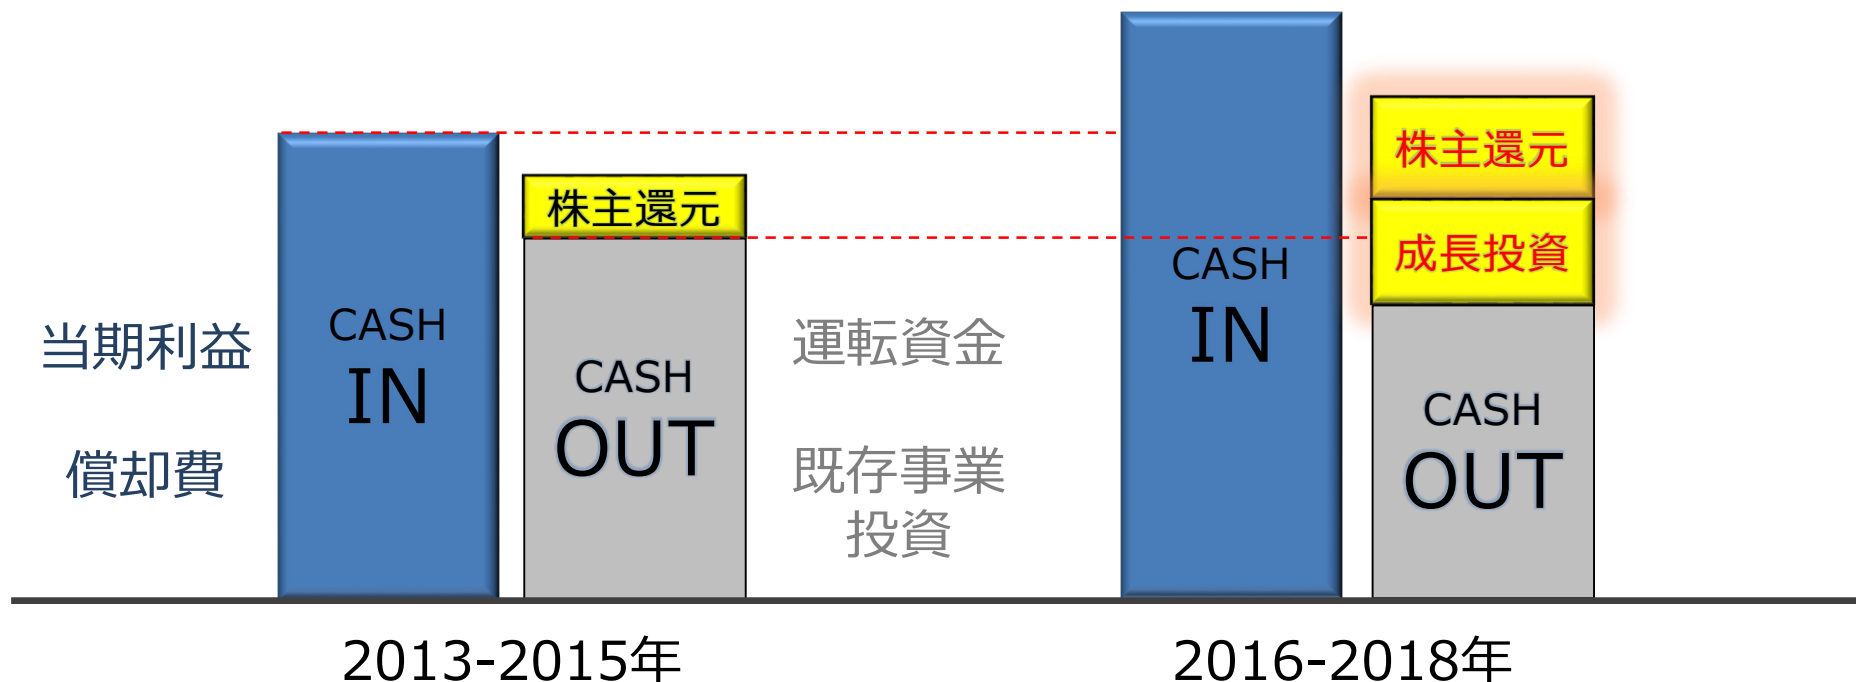 当期利益
償却費
CASH
IN
株主還元
CASH
OUT
運転資金
既存事業
投資
CASH
IN
株主還元
成長投資
CASH
OUT
2013-2015年
2016-2018年